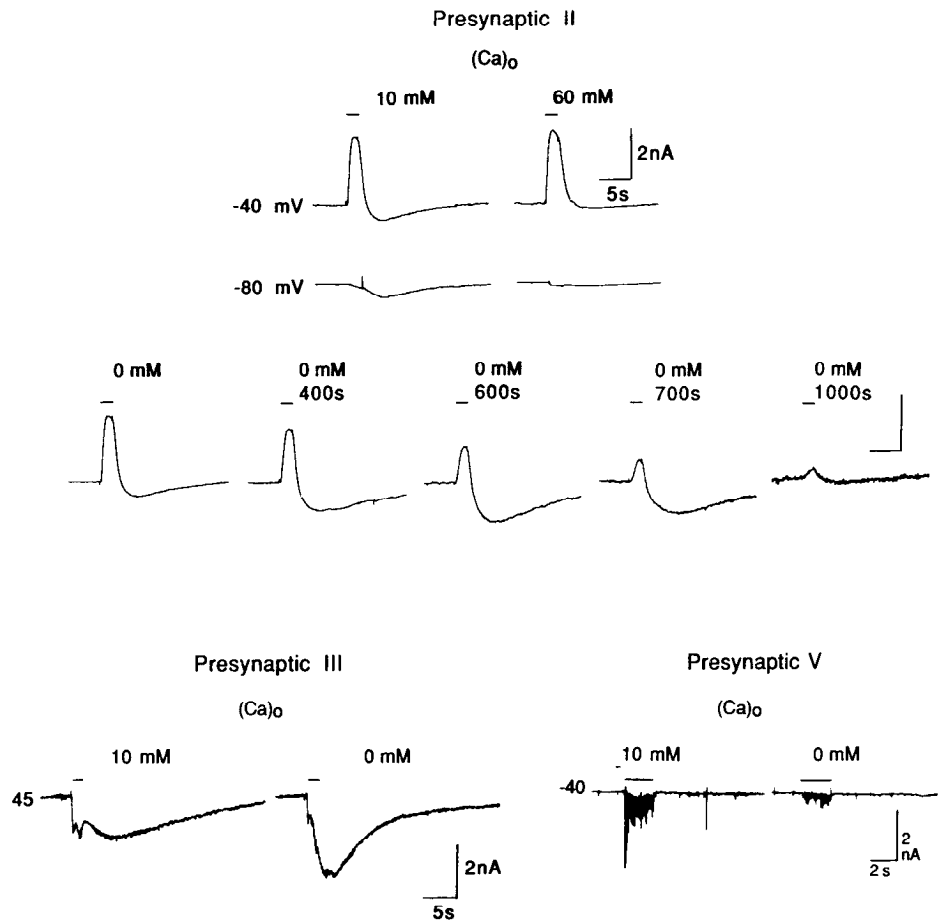 Presynaptic II
(Ca)o
10 mM 60 mM
2nA
5s
-40 mV
-80 mV
0 mM 0 mM 0 mM 0 mM 0 mM
400s 600s 700s 1000s
Presynaptic III Presynaptic V
(Ca)o (Ca)o
10 mM 0 mM 10 mM 0 mM
45 -40
2nA
5s
2
nA
2s